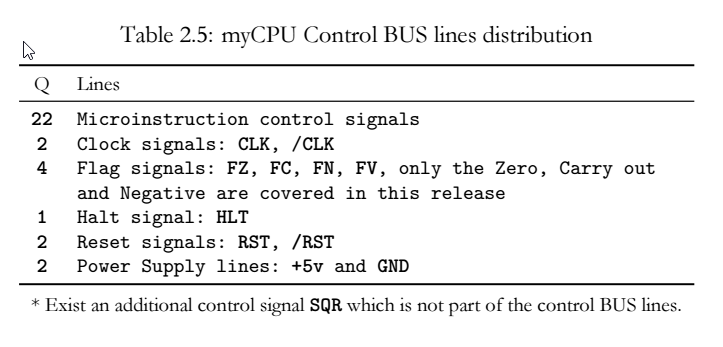 Table 2.5: myCPU Control BUS lines distribution
Q Lines
22 Microinstruction control signals
2 Clock signals: CLK, /CLK
4 Flag signals: FZ, FC, FN, FV, only the Zero, Carry out
and Negative are covered in this release
1 Halt signal: HLT
2 Reset signals: RST, /RST
2 Power Supply lines: +5v and GND
* Exist an additional control signal SQR which is not part of the control BUS lines.